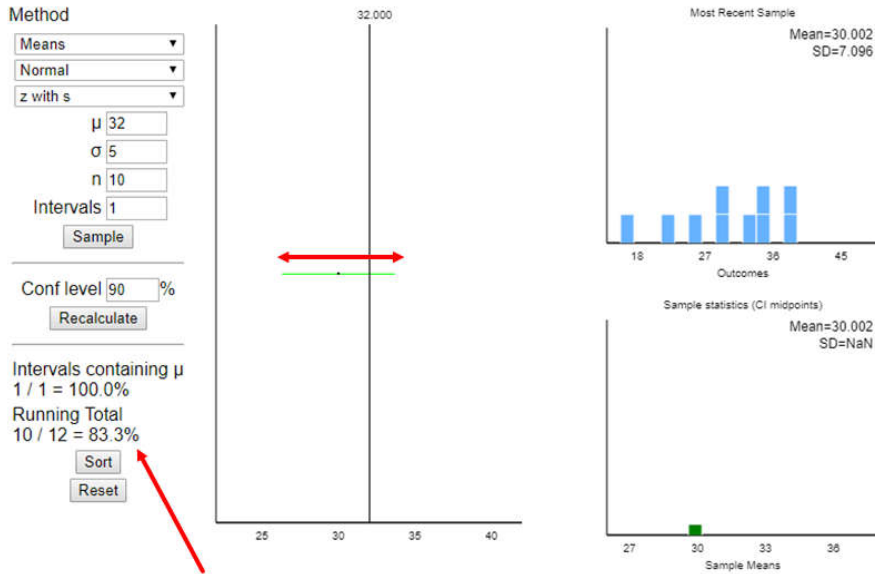 Method
Means
Normal
z with s
μ 32
σ 5
n 10
Intervals 1
Sample
Conf level 90 %
Recalculate
Intervals containing μ
1 / 1 = 100.0%
Running Total
10 / 12 = 83.3%
Sort
Reset
32.000
25 30 35 40
Most Recent Sample
Mean=30.002
SD=7.096
18 27 36 45
Outcomes
Sample statistics (CI midpoints)
Mean=30.002
SD=NaN
27 30 33 36
Sample Means